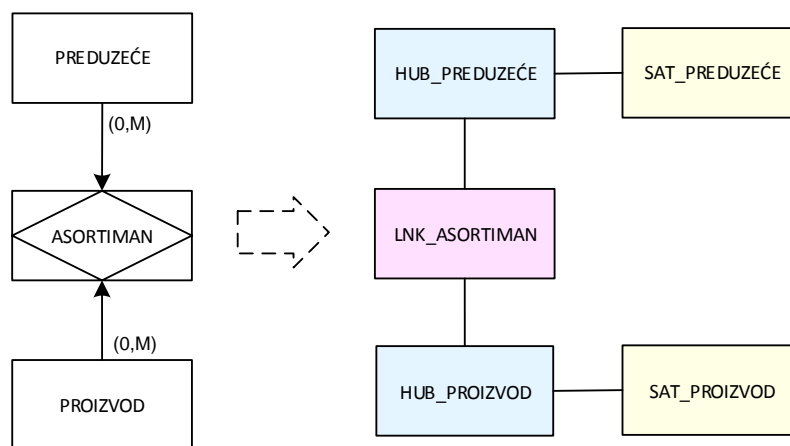 PREDUZEĆE
(0,M)
ASORTIMAN
(0,M)
PROIZVOD
HUB_PREDUZEĆE
SAT_PREDUZEĆE
LNK_ASORTIMAN
HUB_PROIZVOD
SAT_PROIZVOD